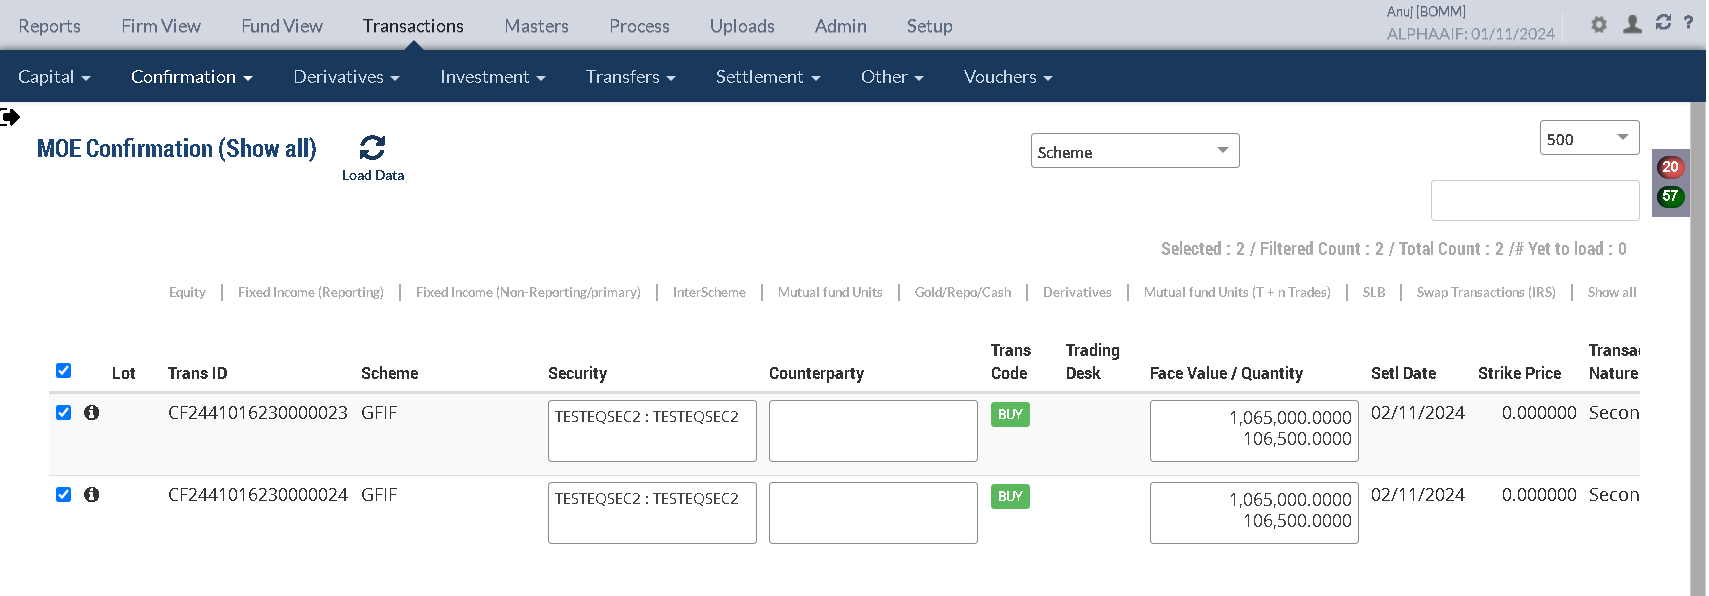 Reports Firm View Fund View Transactions Masters Process Uploads Admin Setup
Anuj [BOMM]
ALPHAAIF: 01/11/2024
?
Capital Confirmation Derivatives Investment Transfers Settlement Other Vouchers
MOE Confirmation (Show all)
Load Data
Scheme
500
20
57
Selected : 2 / Filtered Count : 2 / Total Count : 2 /# Yet to load : 0
Equity | Fixed Income (Reporting) | Fixed Income (Non-Reporting/primary) | InterScheme | Mutual fund Units | Gold/Repo/Cash | Derivatives | Mutual fund Units (T + n Trades) | SLB | Swap Transactions (IRS) | Show all
Lot Trans ID Scheme Security Counterparty Trans Code Trading Desk Face Value / Quantity Setl Date Strike Price Transa Nature
CF2441016230000023 GFIF TESTEQSEC2 : TESTEQSEC2 BUY 1,065,000.0000 02/11/2024 0.000000 Secon
106,500.0000
CF2441016230000024 GFIF TESTEQSEC2 : TESTEQSEC2 BUY 1,065,000.0000 02/11/2024 0.000000 Secon
106,500.0000